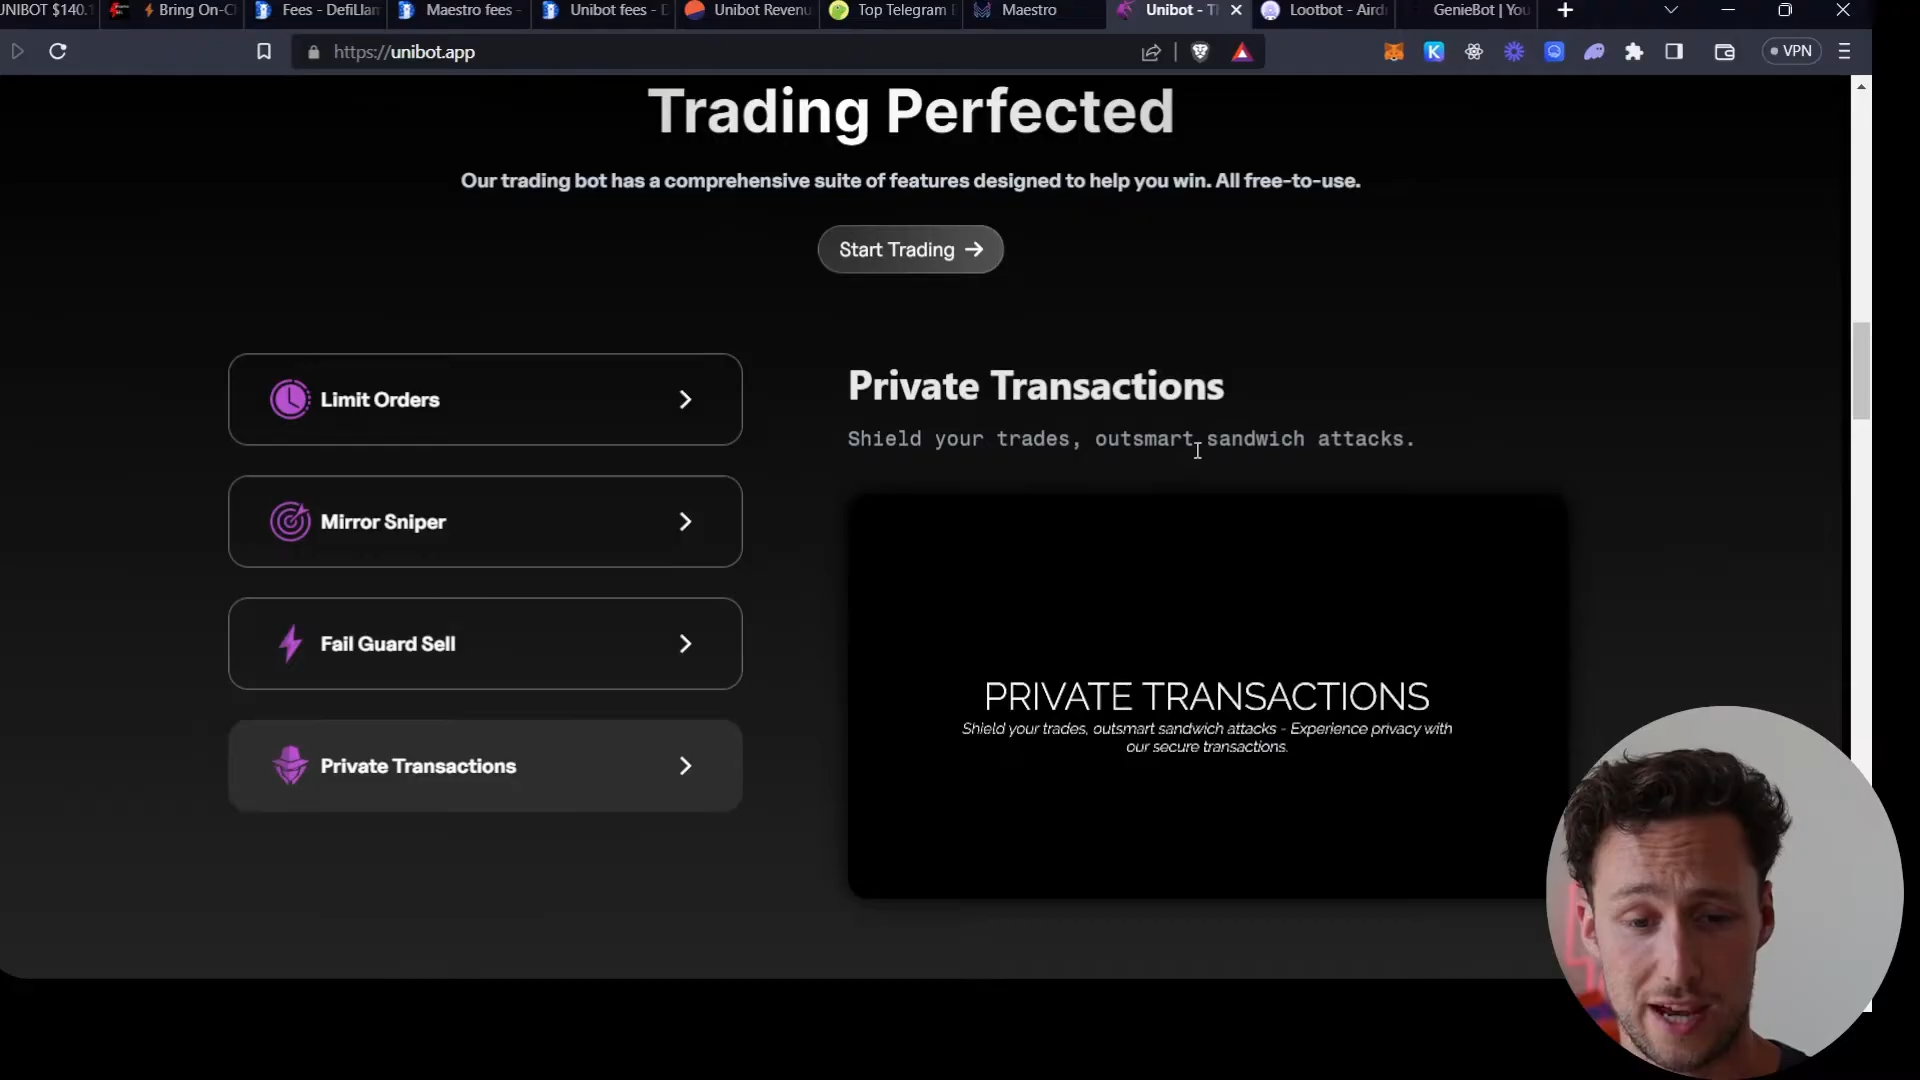 UNIBOT $140.1
Bring On-C
Fees - DefiLlam
Maestro fees -
Unibot fees - D
Unibot Revenu
Top Telegram B
Maestro
Unibot - T
Lootbot - Aird
GenieBot | You
https://unibot.app
VPN
Trading Perfected
Our trading bot has a comprehensive suite of features designed to help you win. All free-to-use.
Start Trading →
Limit Orders
Mirror Sniper
Fail Guard Sell
Private Transactions
Private Transactions
Shield your trades, outsmart sandwich attacks.
PRIVATE TRANSACTIONS
Shield your trades, outsmart sandwich attacks - Experience privacy with
our secure transactions.